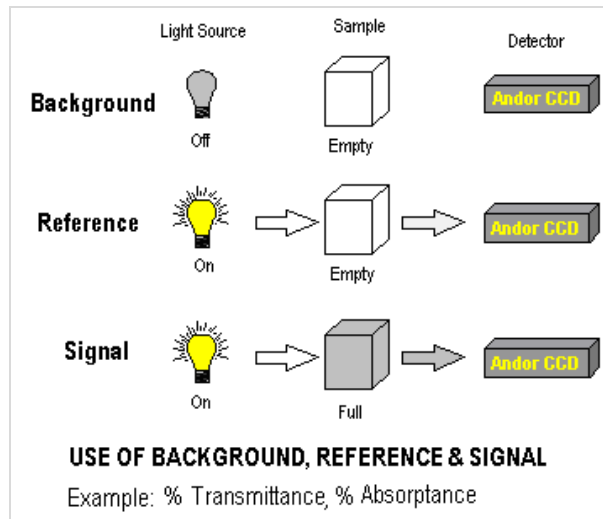 Light Source
Sample
Detector
Background
Off
Empty
Andor CCD
Reference
On
Empty
Andor CCD
Signal
On
Full
Andor CCD
USE OF BACKGROUND, REFERENCE & SIGNAL
Example: % Transmittance, % Absorptance